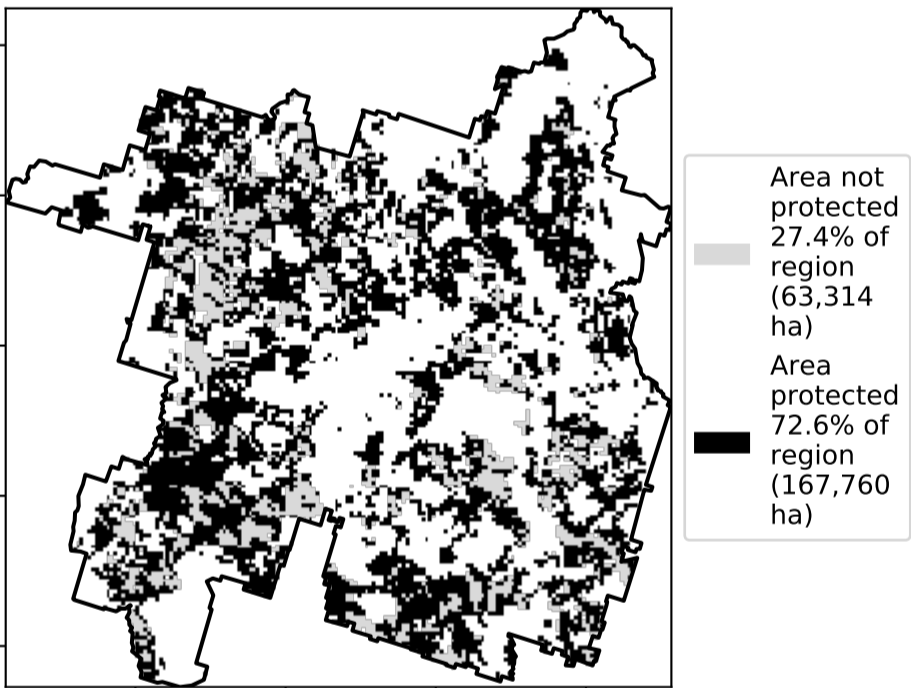 Area not
protected
27.4% of
region
(63,314
ha)
Area
protected
72.6% of
region
(167,760
ha)